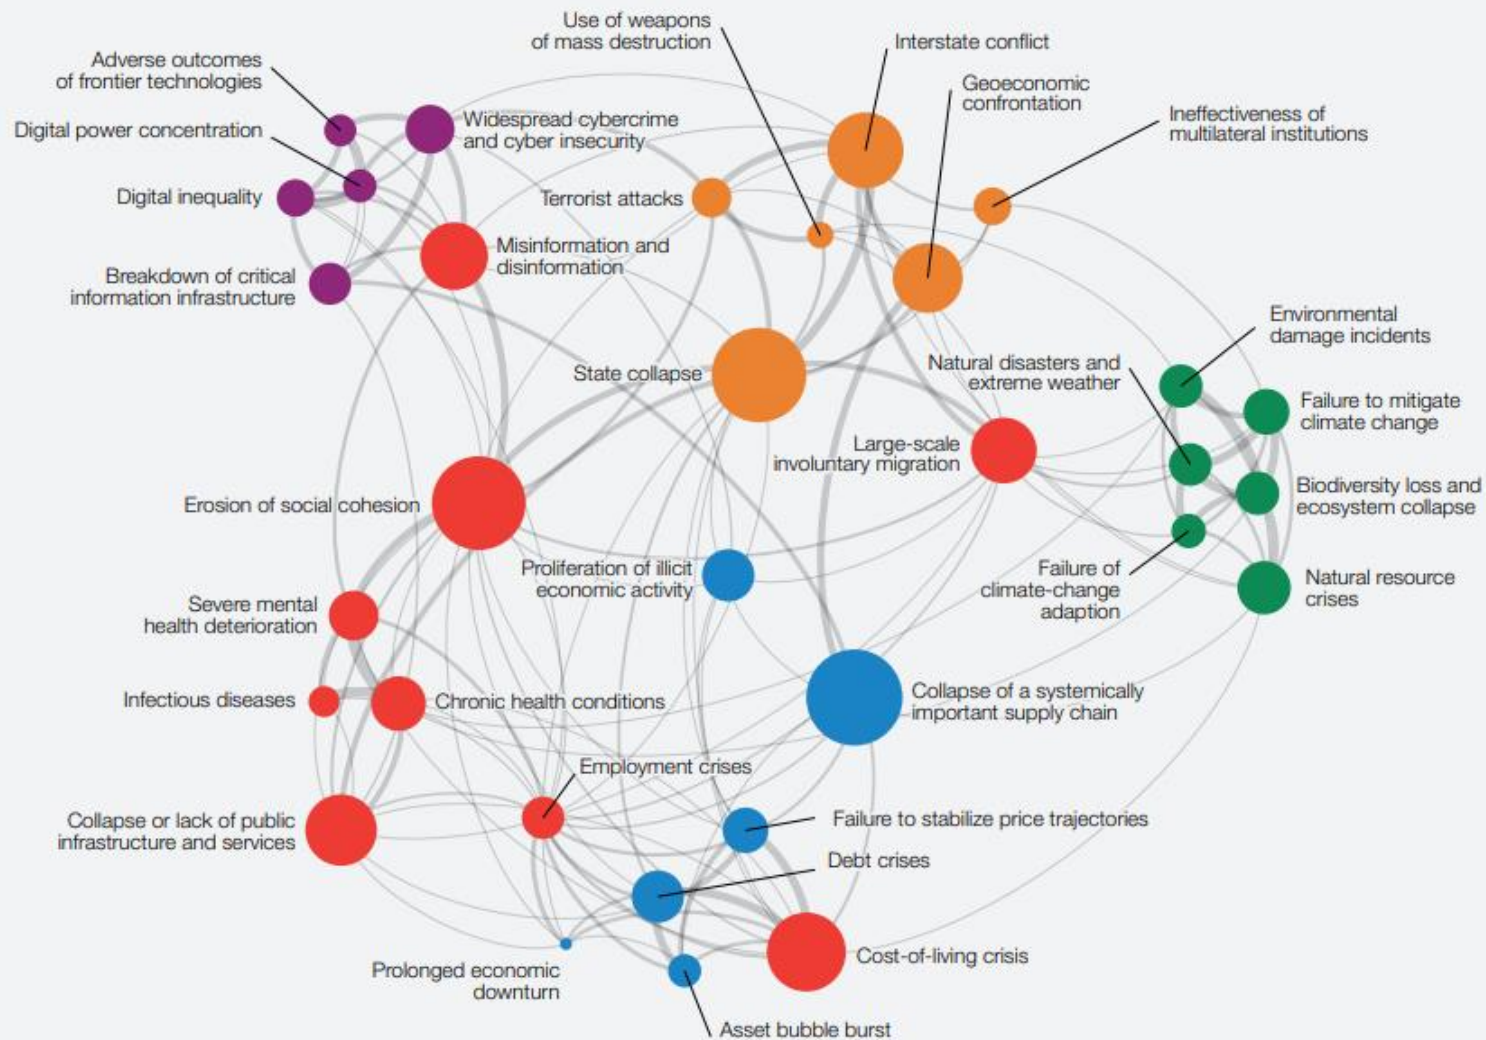 Use of weapons
of mass destruction
Interstate conflict
Adverse outcomes
of frontier technologies
Geoeconomic
confrontation
Ineffectiveness of
multilateral institutions
Digital power concentration
Widespread cybercrime
and cyber insecurity
Digital inequality
Terrorist attacks
Misinformation and
disinformation
Breakdown of critical
information infrastructure
Environmental
damage incidents
State collapse
Natural disasters and
extreme weather
Failure to mitigate
climate change
Large-scale
involuntary migration
Erosion of social cohesion
Biodiversity loss and
ecosystem collapse
Proliferation of illicit
economic activity
Failure of
climate-change
adaption
Natural resource
crises
Severe mental
health deterioration
Infectious diseases
Chronic health conditions
Collapse of a systemically
important supply chain
Employment crises
Collapse or lack of public
infrastructure and services
Failure to stabilize price trajectories
Debt crises
Cost-of-living crisis
Prolonged economic
downturn
Asset bubble burst